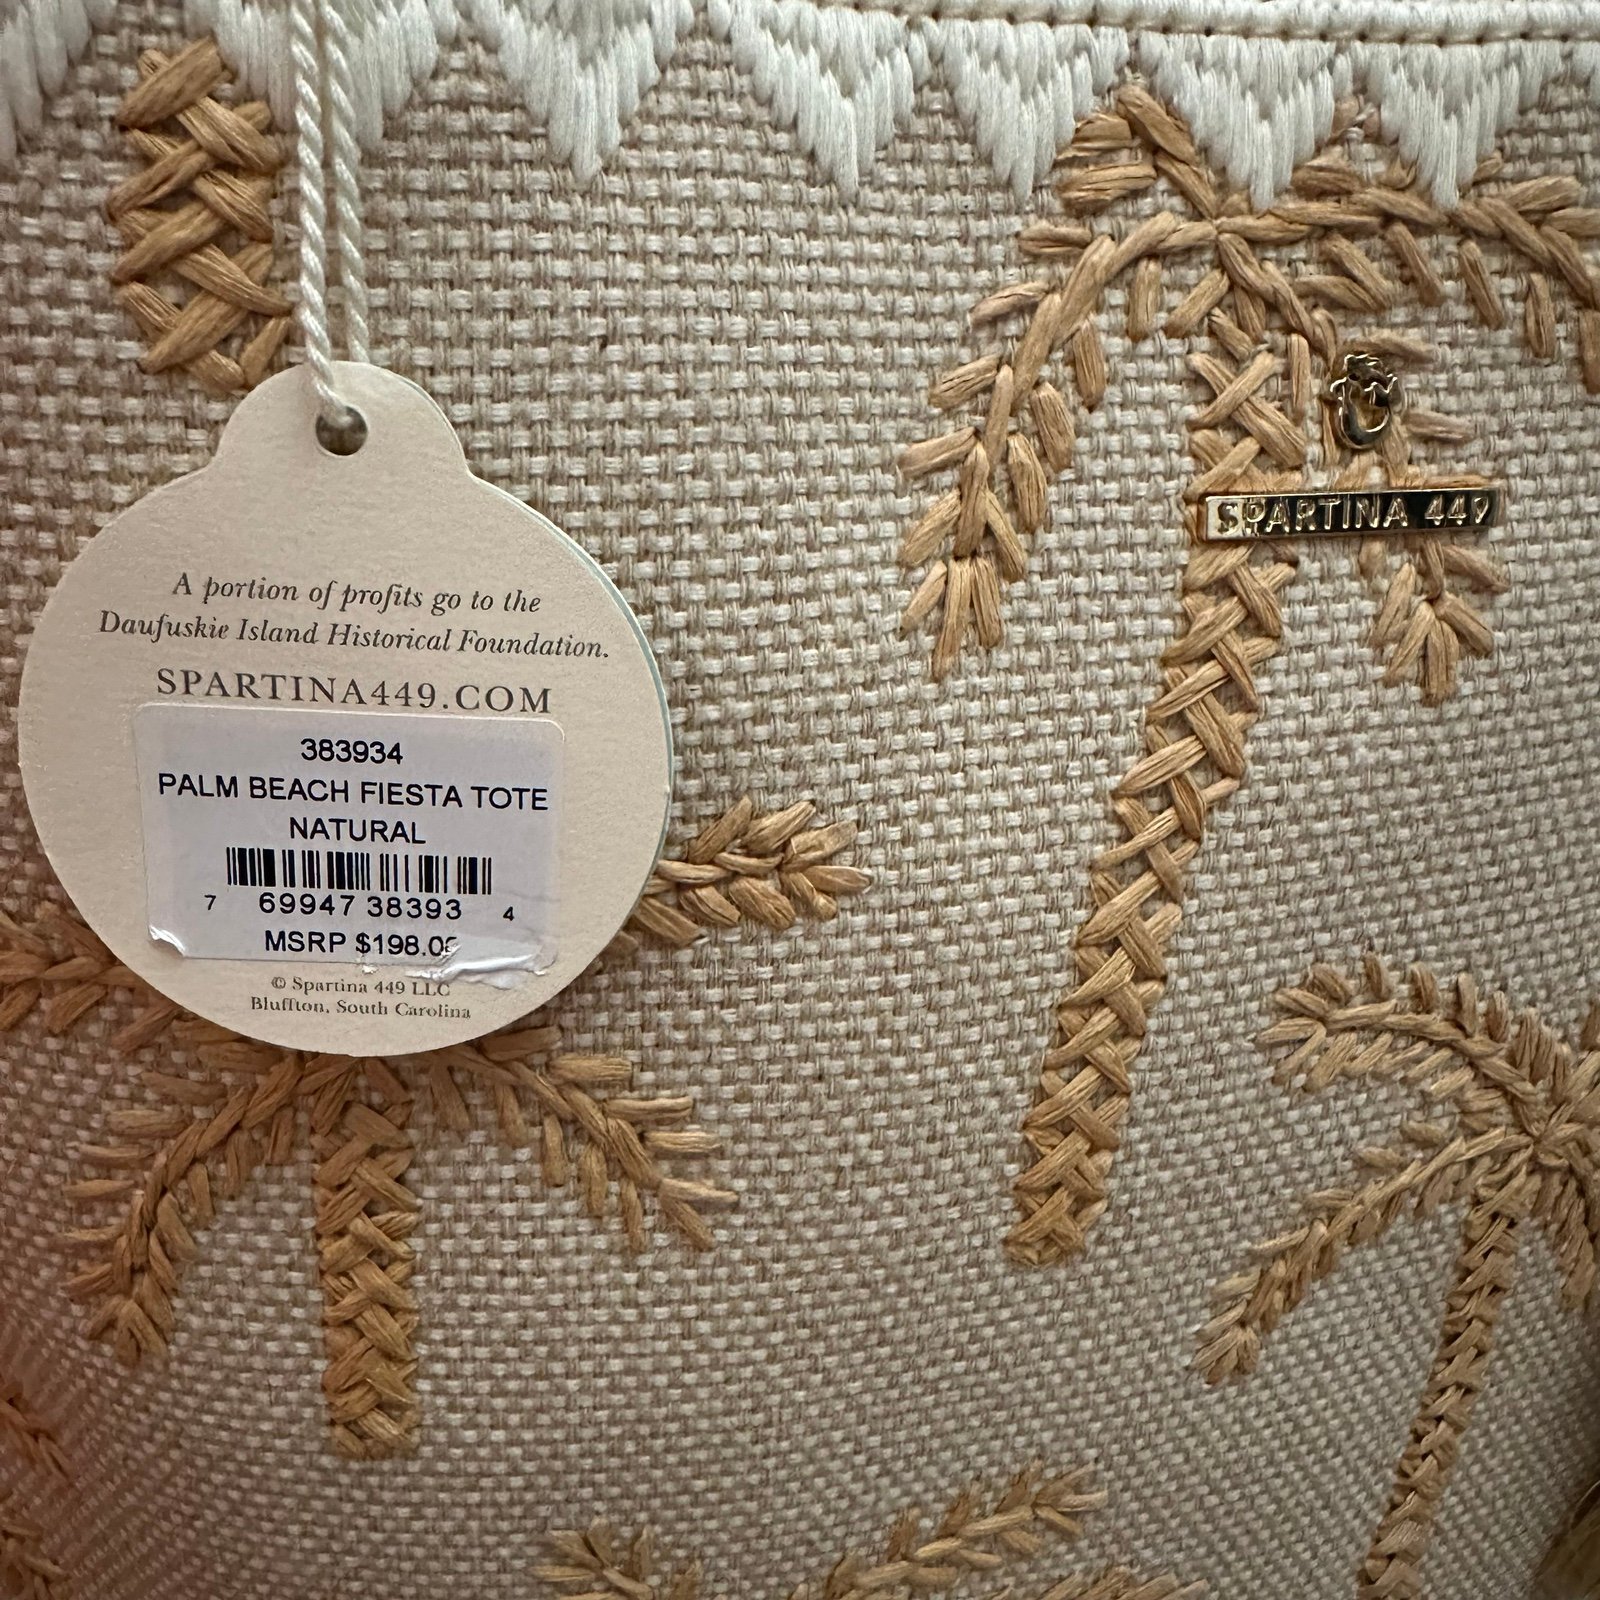 A portion of profits go to the
Daufuskie Island Historical Foundation.
SPARTINA449.COM
383934
PALM BEACH FIESTA TOTE
NATURAL
7 69947 38393 4
MSRP $198.0
© Spartina 449 LLC
Bluffton, South Carolina
SPARTINA 449